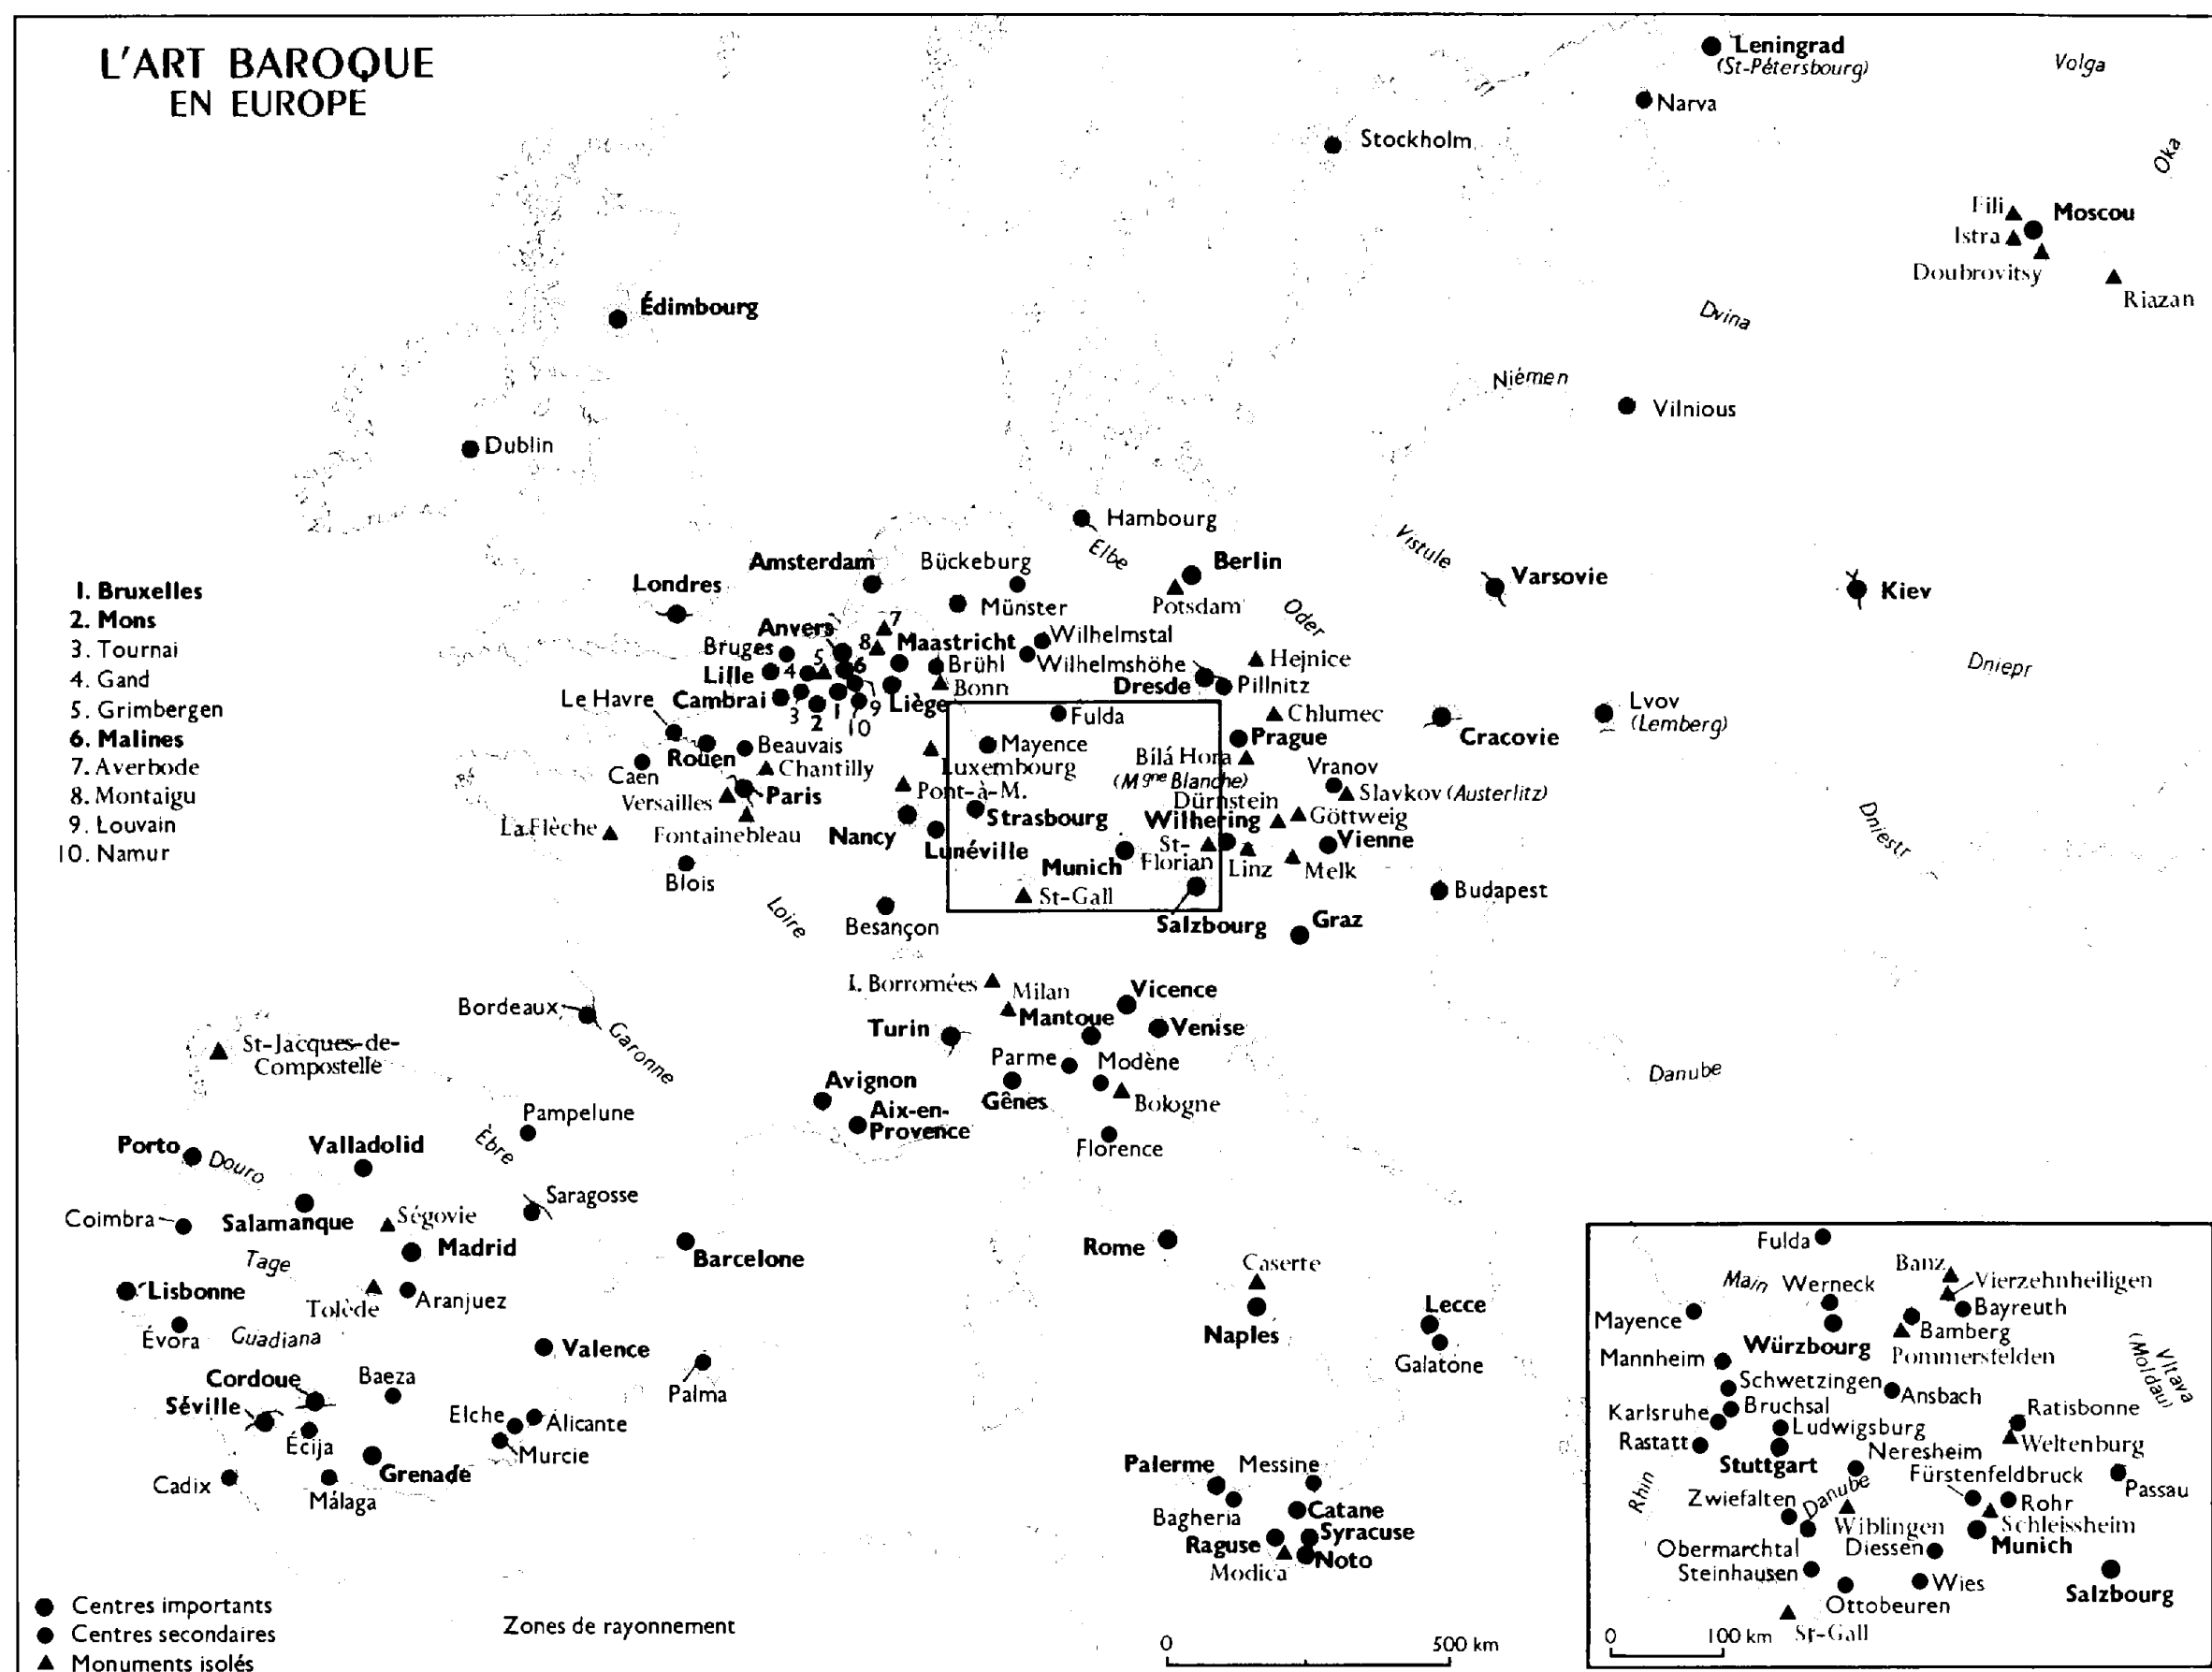 L'ART BAROQUE
EN EUROPE
Leningrad
(St-Pétersbourg)
Volga
Narva
Stockholm
Oka
Fili
Moscou
Istra
Doubrovitsy
Riazan
Édimbourg
Dvina
Niémen
Vilnious
Dublin
Hambourg
Elbe
Vistule
Amsterdam
Bückeburg
Berlin
Londres
Münster
Potsdam
Varsovie
Kiev
Oder
1. Bruxelles
2. Mons
3. Tournai
4. Gand
5. Grimbergen
6. Malines
7. Averbode
8. Montaigu
9. Louvain
10. Namur
Anvers
7
8
Maastricht
Wilhelmstal
Bruges
5
6
Brühl
Wilhelmshöhe
Hejnice
Dniepr
Lille
4
Bonn
Dresde
Pillnitz
Le Havre
Cambrai
3
2
1
10
9
Liège
Fulda
Chlumec
Lvov
(Lemberg)
Rouen
Beauvais
Mayence
Prague
Cracovie
Caen
Chantilly
Luxembourg
Bílá Hora
(Mgne Blanche)
Vranov
Versailles
Paris
Pont-à-M.
Slavkov (Austerlitz)
Dürnstein
Strasbourg
Wilhering
Göttweig
La Flèche
Fontainebleau
Nancy
Lunéville
St-
Florian
Vienne
Dniestr
Munich
Linz
Melk
Blois
St-Gall
Budapest
Loire
Besançon
Salzbourg
Graz
I. Borromées
Milan
Vicence
Bordeaux
Mantoue
Turin
Venise
Garonne
St-Jacques-de-
Compostelle
Parme
Modène
Danube
Avignon
Gênes
Bologne
Aix-en-
Provence
Pampelune
Florence
Èbre
Porto
Douro
Valladolid
Saragosse
Coimbra
Salamanque
Ségovie
Madrid
Barcelone
Rome
Tage
Caserte
Lisbonne
Tolède
Aranjuez
Naples
Lecce
Évora
Guadiana
Valence
Galatone
Palma
Cordoue
Baeza
Séville
Elche
Alicante
Écija
Murcie
Grenade
Cadix
Málaga
Palerme
Messine
Bagheria
Catane
Raguse
Syracuse
Noto
Modica
Fulda
Banz
Main
Werneck
Vierzehnheiligen
Bayreuth
Mayence
Bamberg
Würzbourg
Pommersfelden
Mannheim
Vltava
(Moldau)
Schwetzingen
Ansbach
Karlsruhe
Bruchsal
Ratisbonne
Ludwigsburg
Rastatt
Weltenburg
Stuttgart
Neresheim
Fürstenfeldbruck
Passau
Rhin
Zwiefalten
Danube
Rohr
Wiblingen
Schleissheim
Obermarchtal
Diessen
Munich
Steinhausen
Wies
Salzbourg
Ottobeuren
St-Gall
0
100 km
Centres importants
Centres secondaires
Monuments isolés
Zones de rayonnement
0
500 km